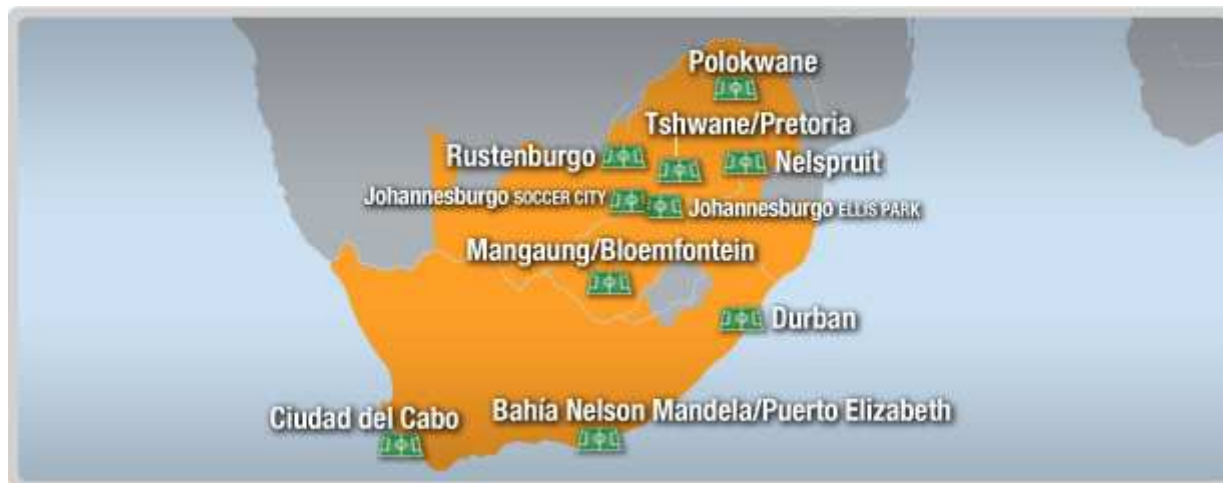 Polokwane
Tshwane/Pretoria
Rustenburgo
Nelspruit
Johannesburgo SOCCER CITY
Johannesburgo ELLIS PARK
Mangaung/Bloemfontein
Durban
Ciudad del Cabo
Bahía Nelson Mandela/Puerto Elizabeth